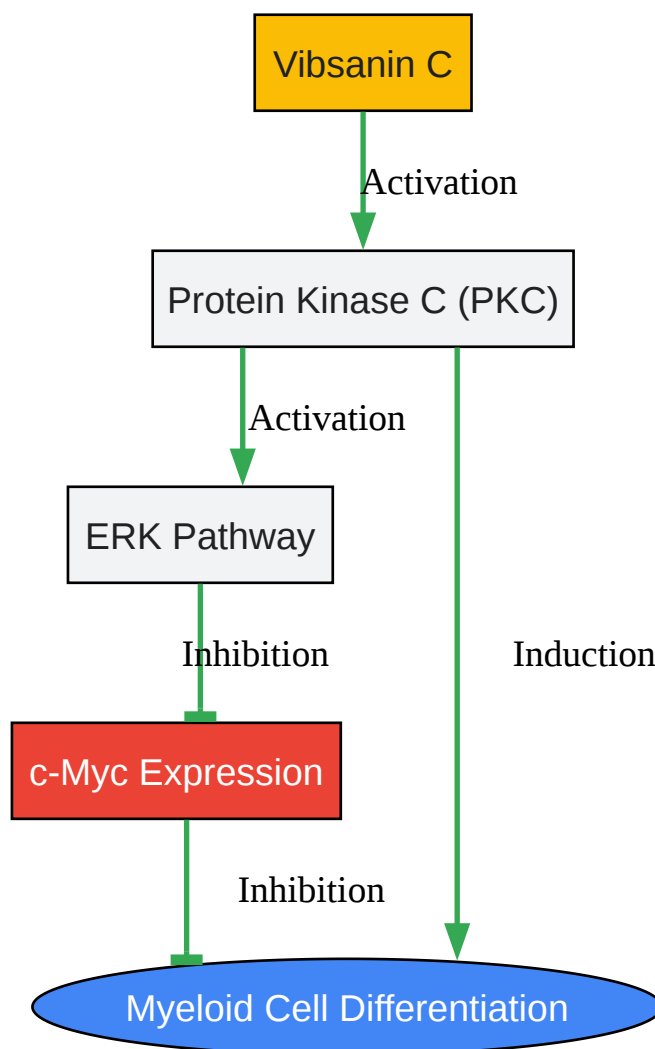 Vibsanin C
Activation
Protein Kinase C (PKC)
Activation
ERK Pathway
Inhibition
Induction
c-Myc Expression
Inhibition
Myeloid Cell Differentiation